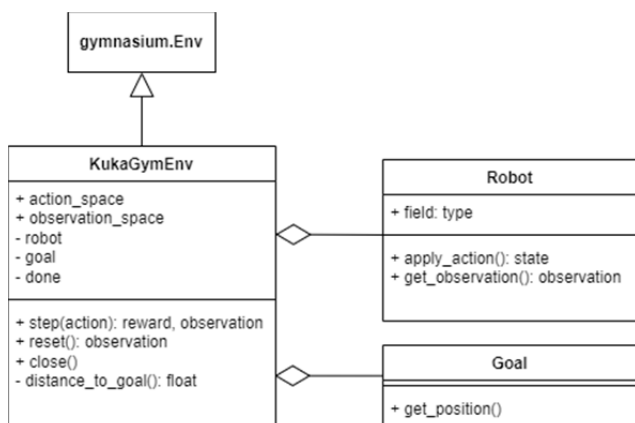 gymnasium.Env
KukaGymEnv
+ action_space
+ observation_space
- robot
- goal
- done
+ step(action): reward, observation
+ reset(): observation
+ close()
- distance_to_goal(): float
Robot
+ field: type
+ apply_action(): state
+ get_observation(): observation
Goal
+ get_position()